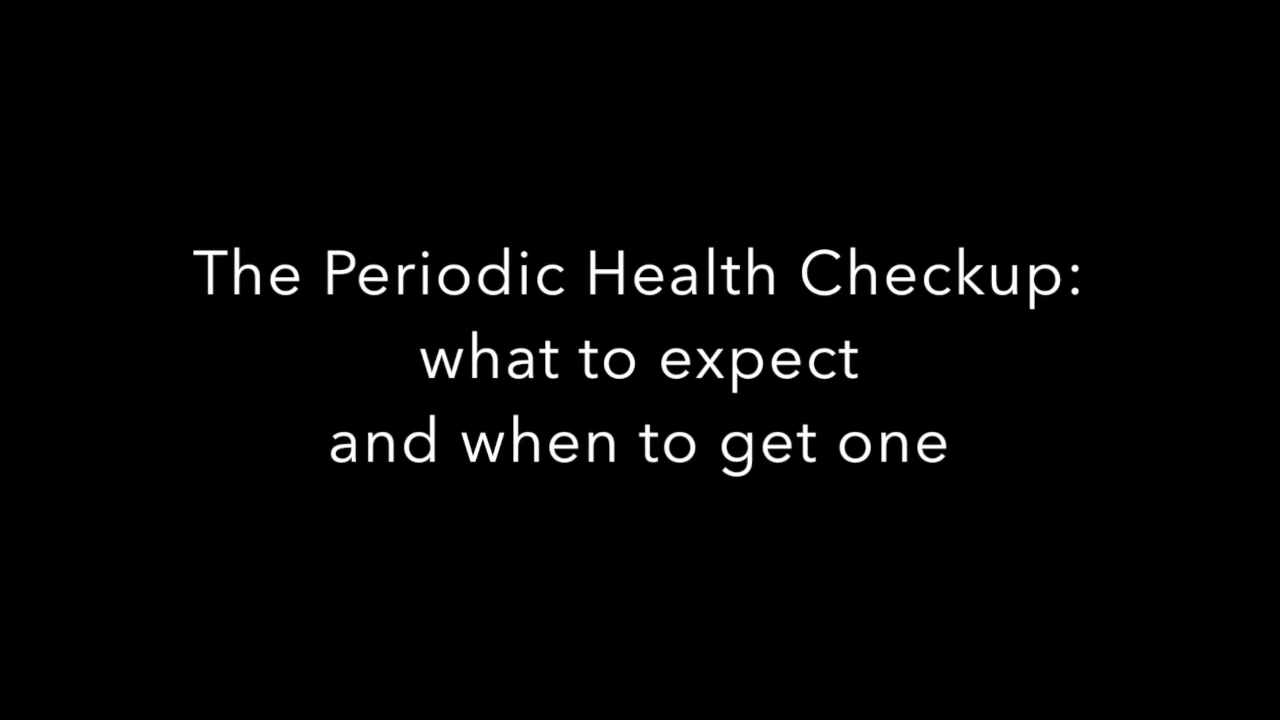 The Periodic Health Checkup:
what to expect
and when to get one